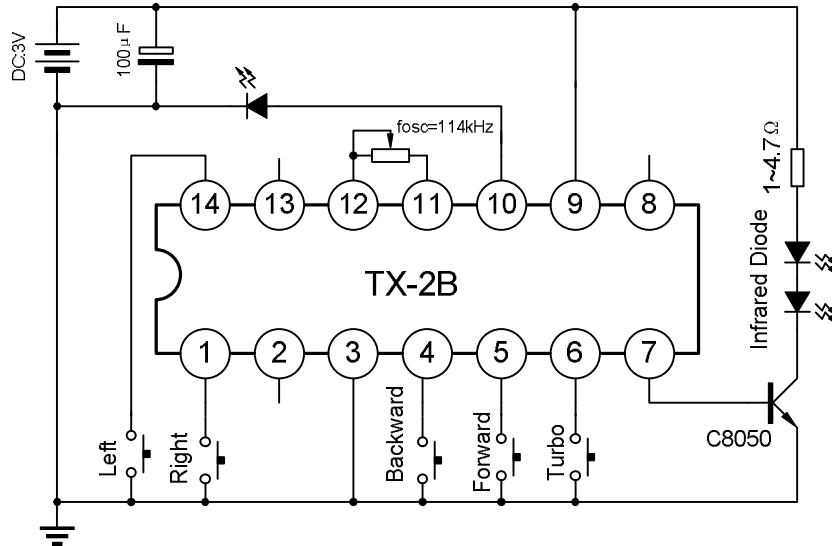 DC:3V
100μF
fosc=114kHz
1~4.7Ω
14
13
12
11
10
9
8
TX-2B
Infrared Diode
1
2
3
4
5
6
7
C8050
Left
Right
Backward
Forward
Turbo